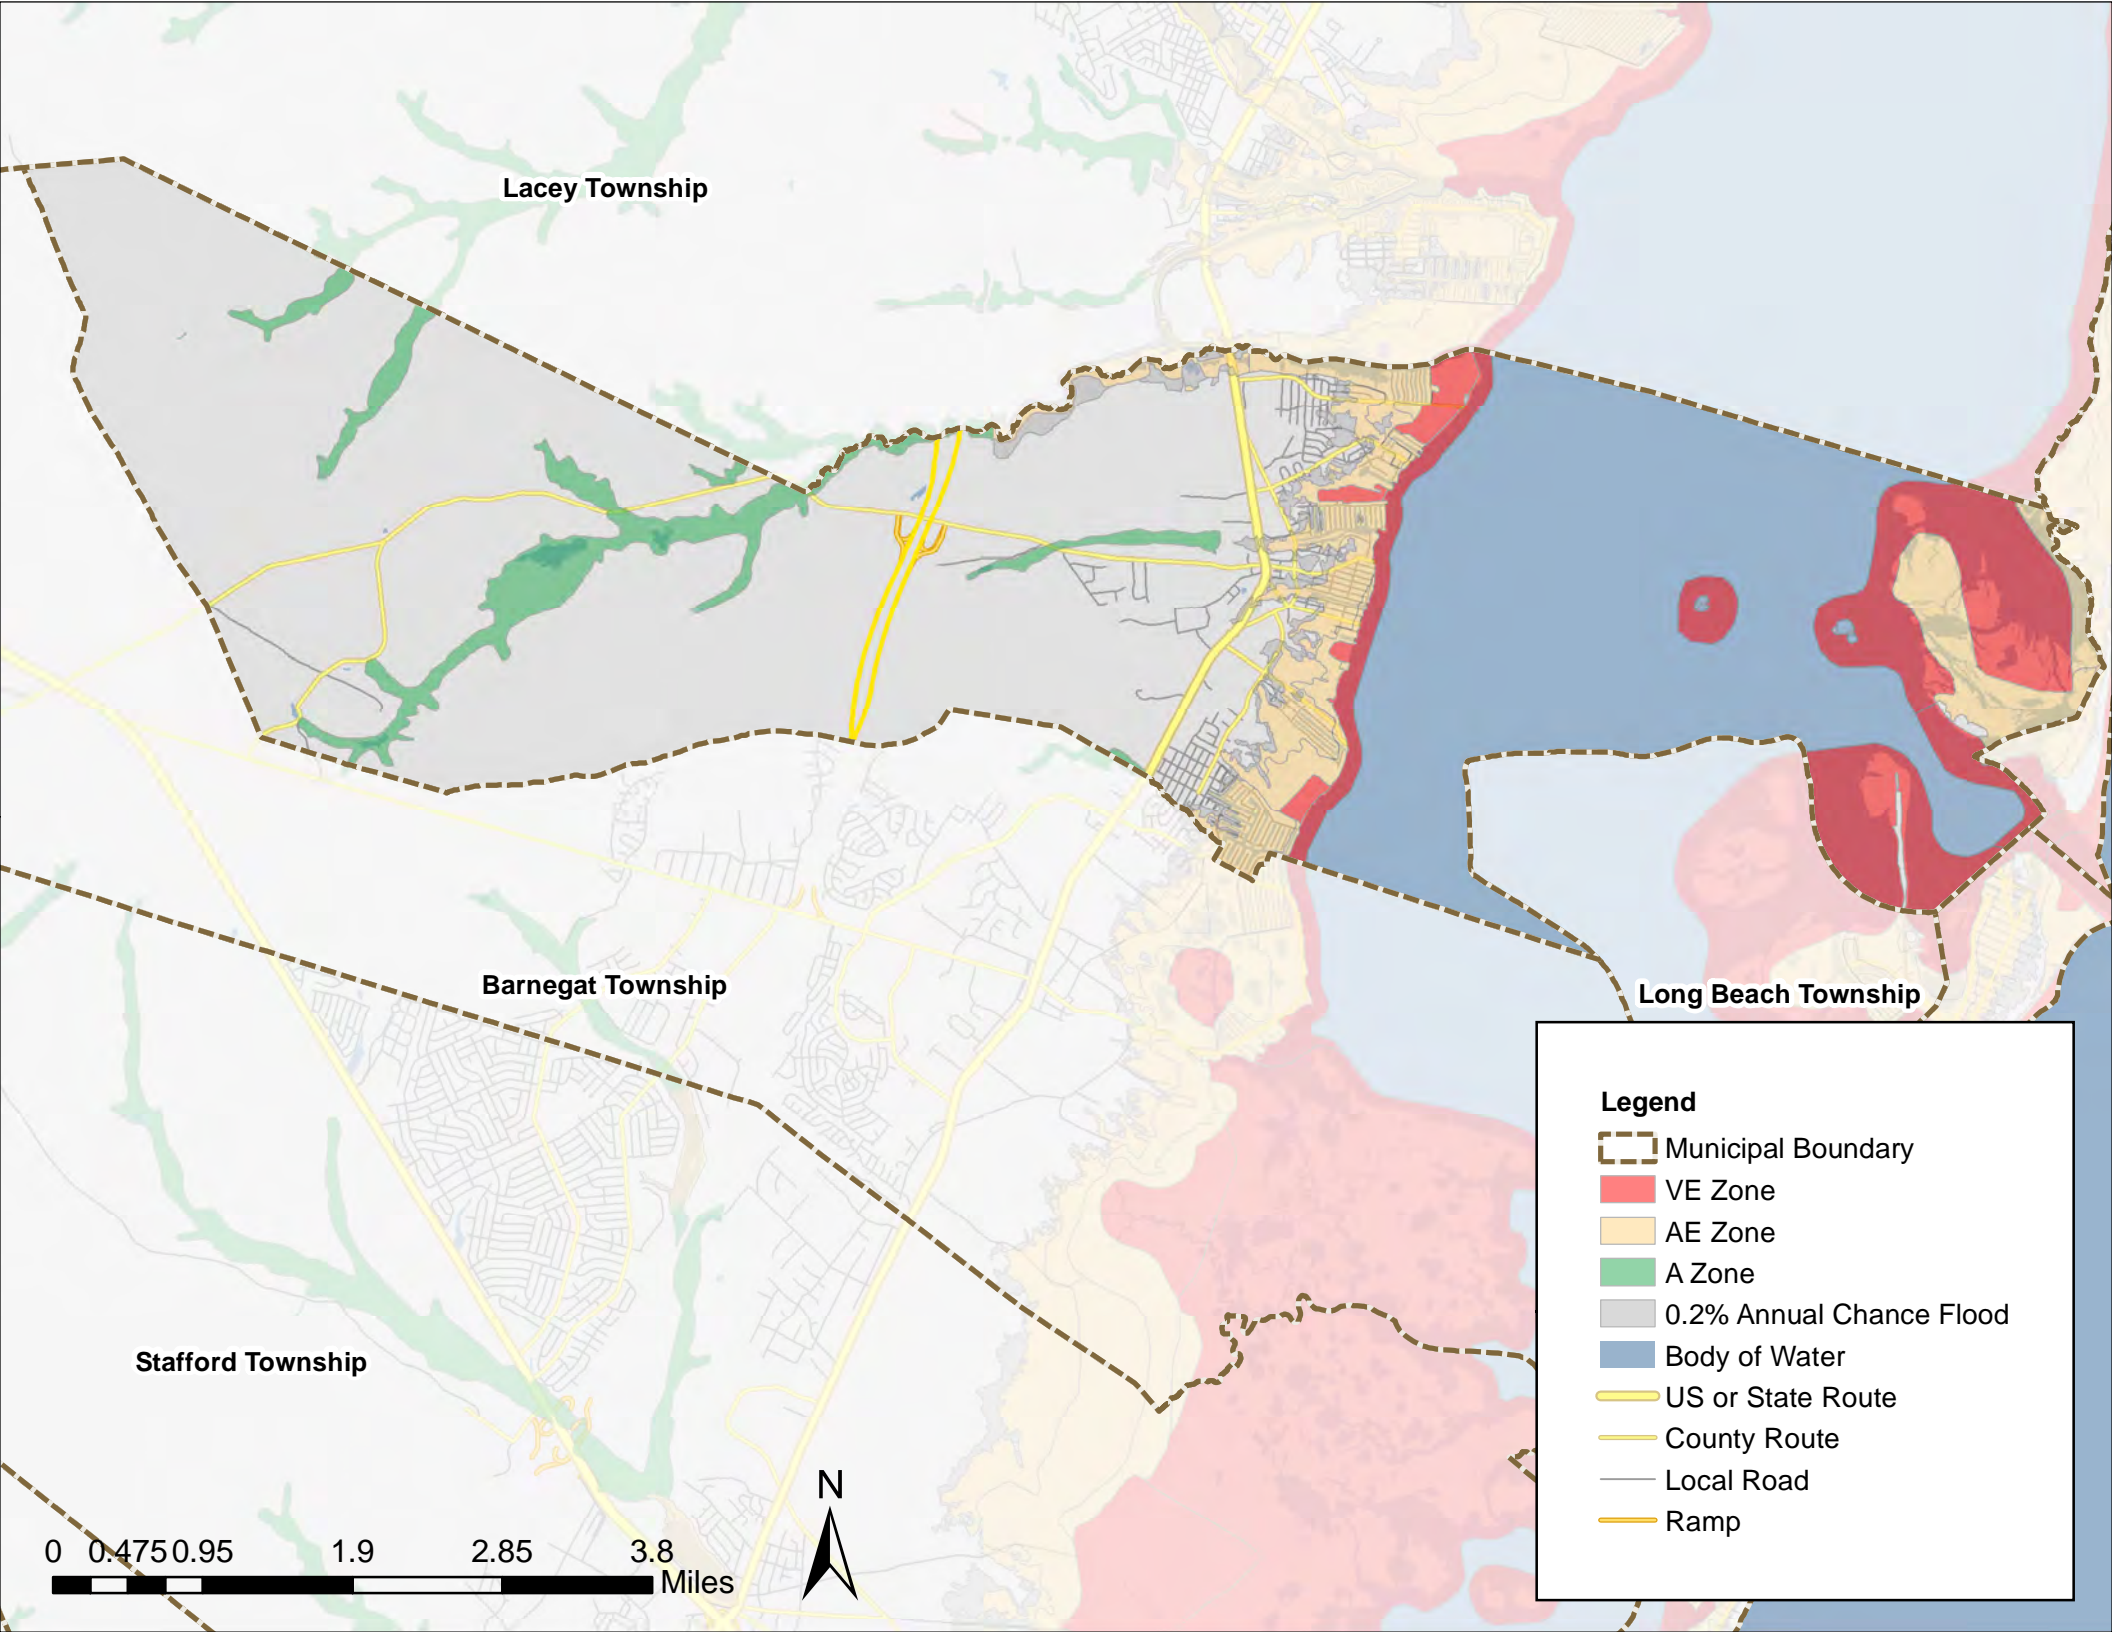 Lacey Township
Barnegat Township
Long Beach Township
Stafford Township
Legend
Municipal Boundary
VE Zone
AE Zone
A Zone
0.2% Annual Chance Flood
Body of Water
US or State Route
County Route
Local Road
Ramp
N
0 0.475 0.95 1.9 2.85 3.8
Miles